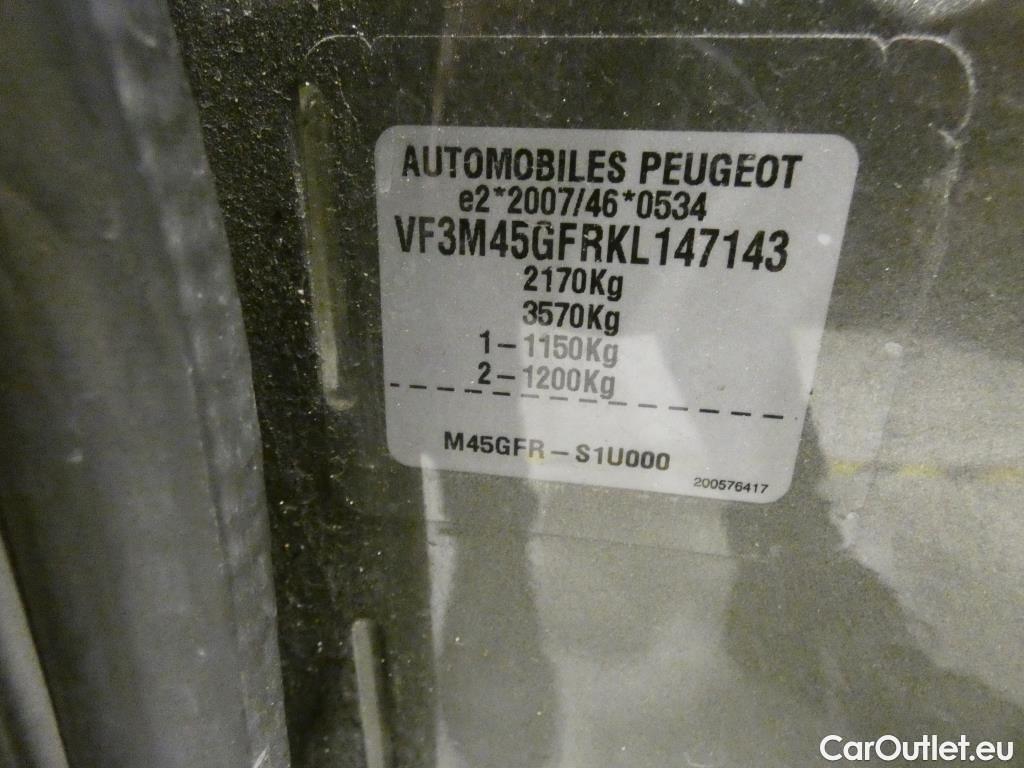 AUTOMOBILES PEUGEOT
e2*2007/46*0534
VF3M45GFRKL147143
2170Kg
3570Kg
1-1150Kg
2-1200Kg
M45GFR-S1U000
200576417
CarOutlet.eu